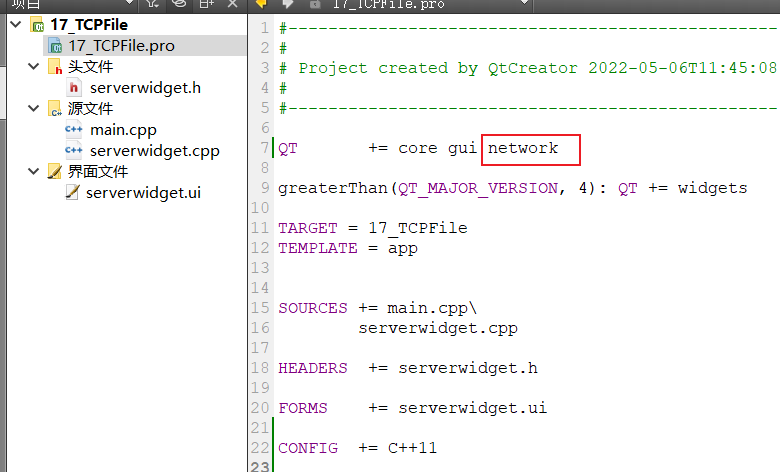 项目
17_TCPFile.pro
17_TCPFile
17_TCPFile.pro
头文件
serverwidget.h
源文件
main.cpp
serverwidget.cpp
界面文件
serverwidget.ui
1 #-------------------------------------------------
2 #
3 # Project created by QtCreator 2022-05-06T11:45:08
4 #
5 #-------------------------------------------------
6
7 QT       += core gui network
8
9 greaterThan(QT_MAJOR_VERSION, 4): QT += widgets
10
11 TARGET = 17_TCPFile
12 TEMPLATE = app
13
14
15 SOURCES += main.cpp\
16         serverwidget.cpp
17
18 HEADERS  += serverwidget.h
19
20 FORMS    += serverwidget.ui
21
22 CONFIG  += C++11
23